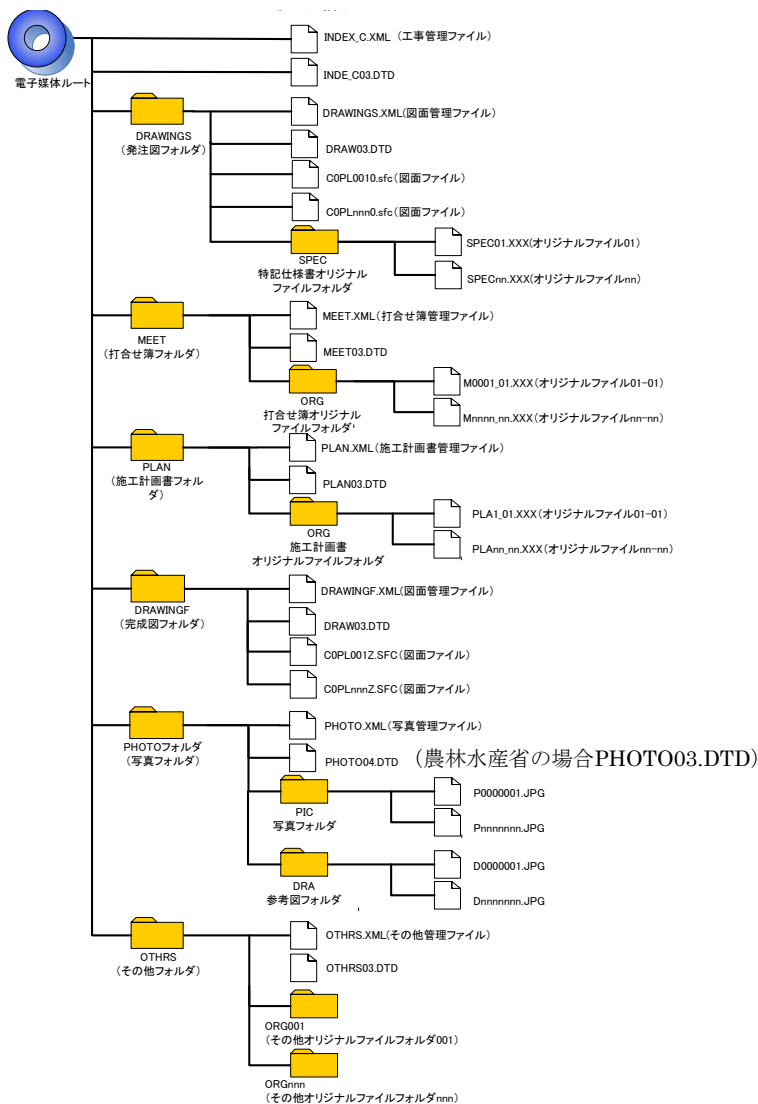 INDEX_C.XML (工事管理ファイル)
電子媒体ルート
INDE_C03.DTD
DRAWINGS
(発注図フォルダ)
DRAWINGS.XML(図面管理ファイル)
DRAW03.DTD
C0PL0010.sfc(図面ファイル)
C0PLnnn0.sfc(図面ファイル)
SPEC
特記仕様書オリジナル
ファイルフォルダ
SPEC01.XXX(オリジナルファイル01)
SPECnn.XXX(オリジナルファイルnn)
MEET
(打合せ簿フォルダ)
MEET.XML(打合せ簿管理ファイル)
MEET03.DTD
ORG
打合せ簿オリジナル
ファイルフォルダ
M0001_01.XXX(オリジナルファイル01-01)
Mnnnn_nn.XXX(オリジナルファイルnn-nn)
PLAN
(施工計画書フォル
ダ)
PLAN.XML(施工計画書管理ファイル)
PLAN03.DTD
ORG
施工計画書
オリジナルファイルフォルダ
PLA1_01.XXX(オリジナルファイル01-01)
PLAnn_nn.XXX(オリジナルファイルnn-nn)
DRAWINGF
(完成図フォルダ)
DRAWINGF.XML(図面管理ファイル)
DRAW03.DTD
C0PL001Z.SFC(図面ファイル)
C0PLnnnZ.SFC(図面ファイル)
PHOTOフォルダ
(写真フォルダ)
PHOTO.XML(写真管理ファイル)
PHOTO04.DTD (農林水産省の場合PHOTO03.DTD)
PIC
写真フォルダ
P0000001.JPG
Pnnnnnnn.JPG
DRA
参考図フォルダ
D0000001.JPG
Dnnnnnnn.JPG
OTHRS
(その他フォルダ)
OTHRS.XML(その他管理ファイル)
OTHRS03.DTD
ORG001
(その他オリジナルファイルフォルダ001)
ORGnnn
(その他オリジナルファイルフォルダnnn)